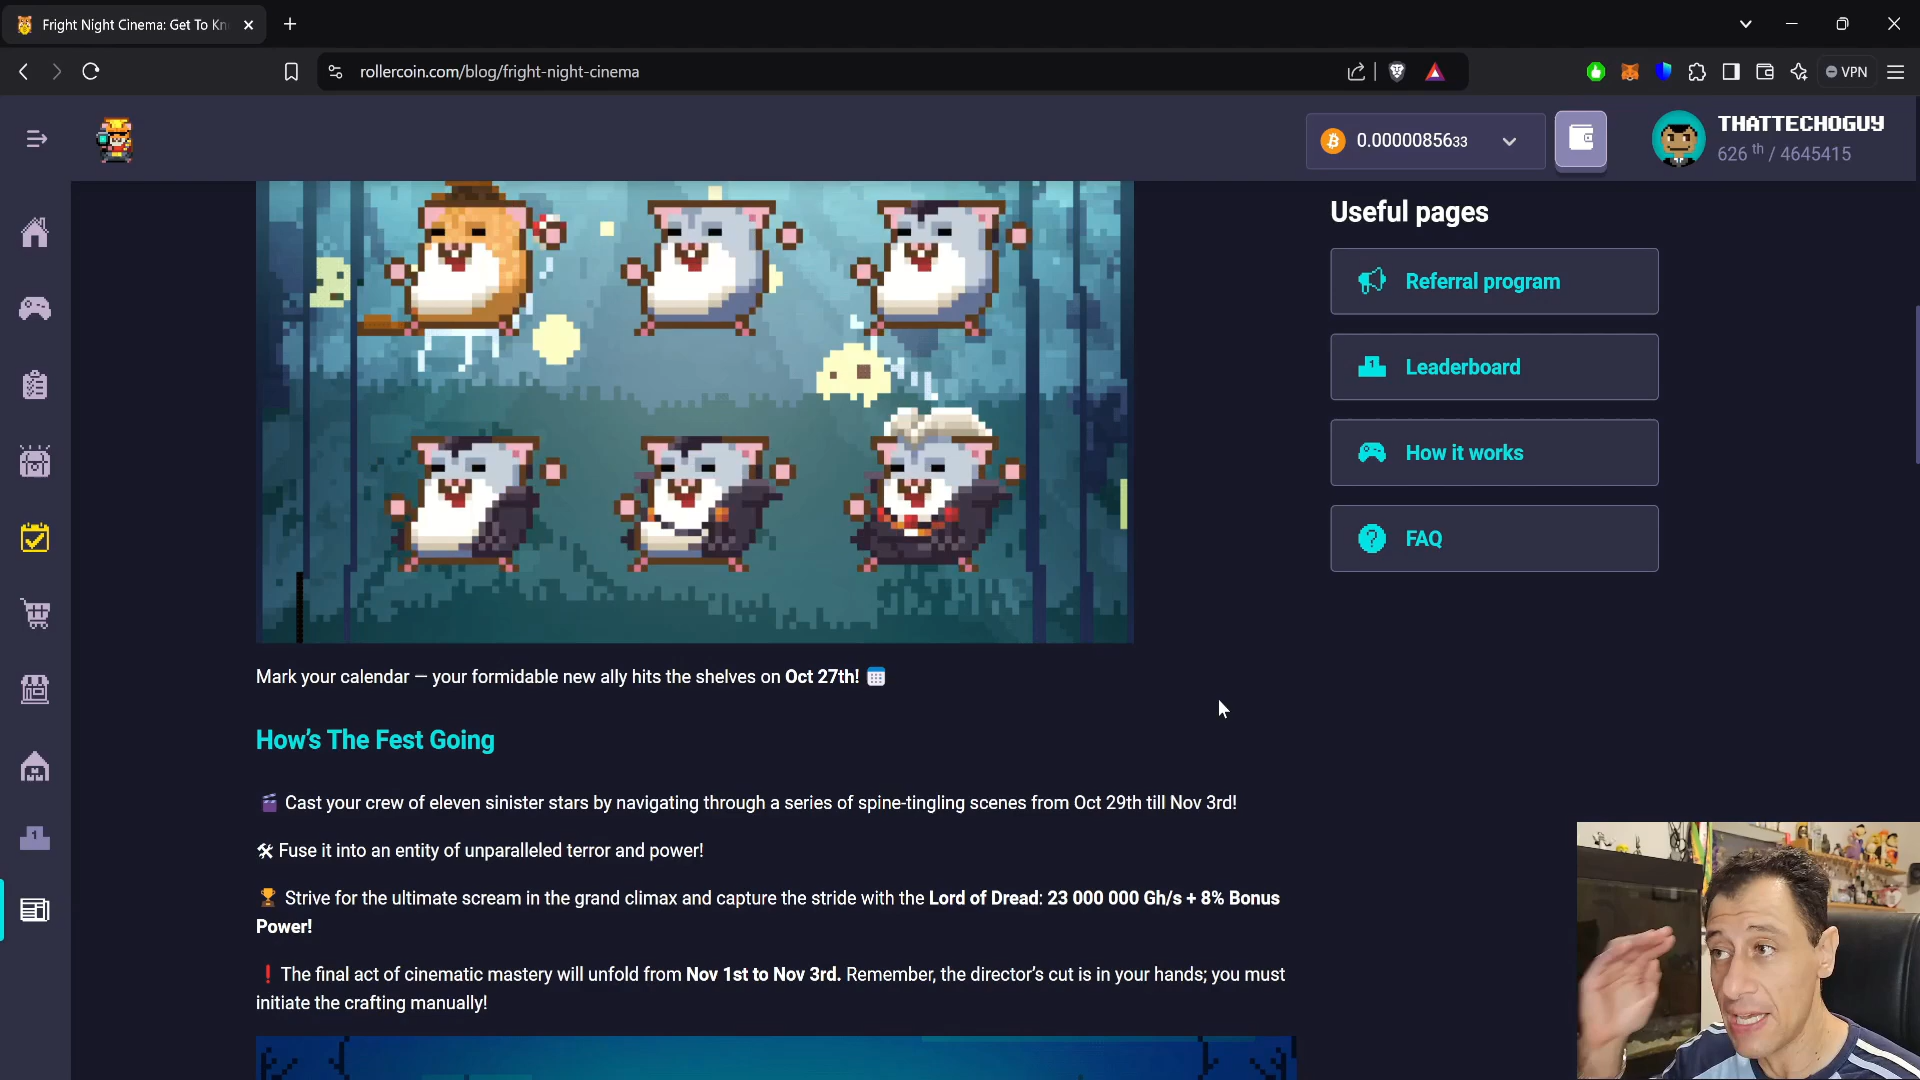 Fright Night Cinema: Get To Kn
rollercoin.com/blog/fright-night-cinema
VPN
0.0000085633
THATTECHOGUY
626 th / 4645415
Useful pages
Referral program
Leaderboard
How it works
FAQ
Mark your calendar — your formidable new ally hits the shelves on Oct 27th!
How's The Fest Going
Cast your crew of eleven sinister stars by navigating through a series of spine-tingling scenes from Oct 29th till Nov 3rd!
Fuse it into an entity of unparalleled terror and power!
Strive for the ultimate scream in the grand climax and capture the stride with the Lord of Dread: 23 000 000 Gh/s + 8% Bonus
Power!
The final act of cinematic mastery will unfold from Nov 1st to Nov 3rd. Remember, the director's cut is in your hands; you must
initiate the crafting manually!